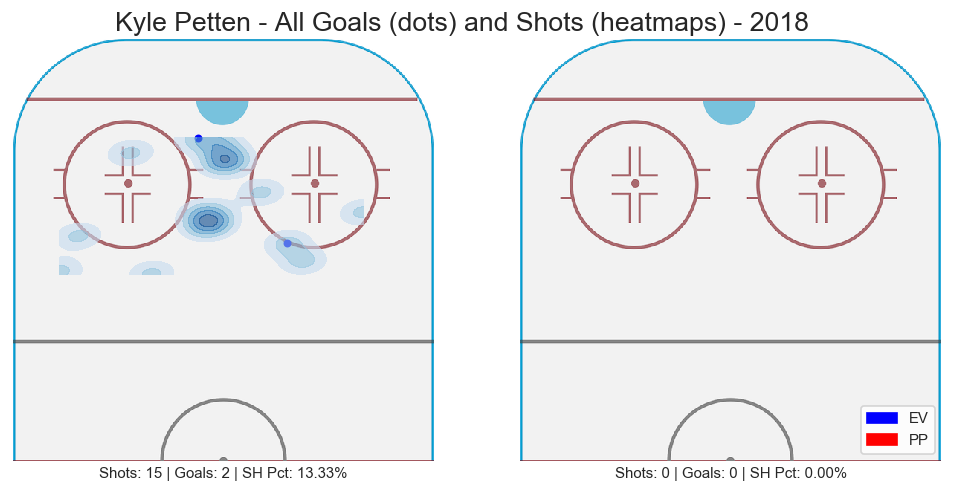 Kyle Petten - All Goals (dots) and Shots (heatmaps) - 2018
EV
PP
Shots: 15 | Goals: 2 | SH Pct: 13.33%
Shots: 0 | Goals: 0 | SH Pct: 0.00%